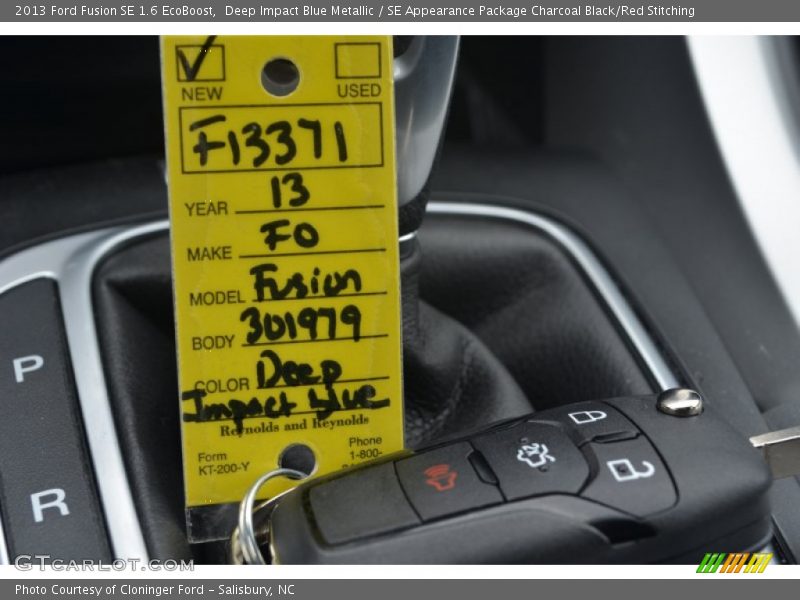 2013 Ford Fusion SE 1.6 EcoBoost,  Deep Impact Blue Metallic / SE Appearance Package Charcoal Black/Red Stitching
NEW USED
F13371
YEAR 13
MAKE FO
MODEL Fusion
BODY 301979
COLOR Deep
Impact Blue
Reynolds and Reynolds
Form Phone
KT-200-Y 1-800-
P
R
GTCarLot.com
Photo Courtesy of Cloninger Ford - Salisbury, NC